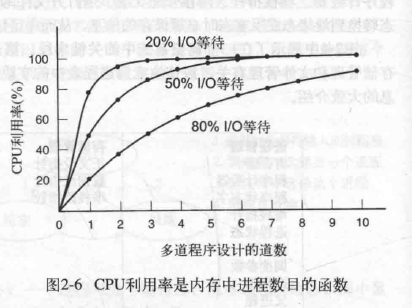 20% I/O等待
50% I/O等待
80% I/O等待
CPU利用率(%)
100
80
60
40
20
0 1 2 3 4 5 6 7 8 9 10
多道程序设计的道数
图2-6 CPU利用率是内存中进程数目的函数